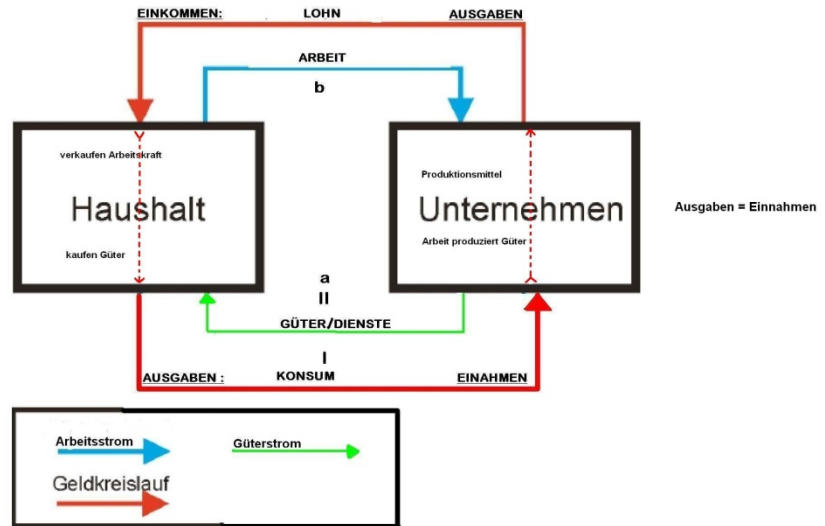 EINKOMMEN: LOHN AUSGABEN
ARBEIT
b
verkaufen Arbeitskraft
Haushalt
kaufen Güter
Produktionsmittel
Unternehmen
Arbeit produziert Güter
Ausgaben = Einnahmen
a
II
GÜTER/DIENSTE
I
AUSGABEN : KONSUM EINAHMEN
Arbeitsstrom Güterstrom
Geldkreislauf